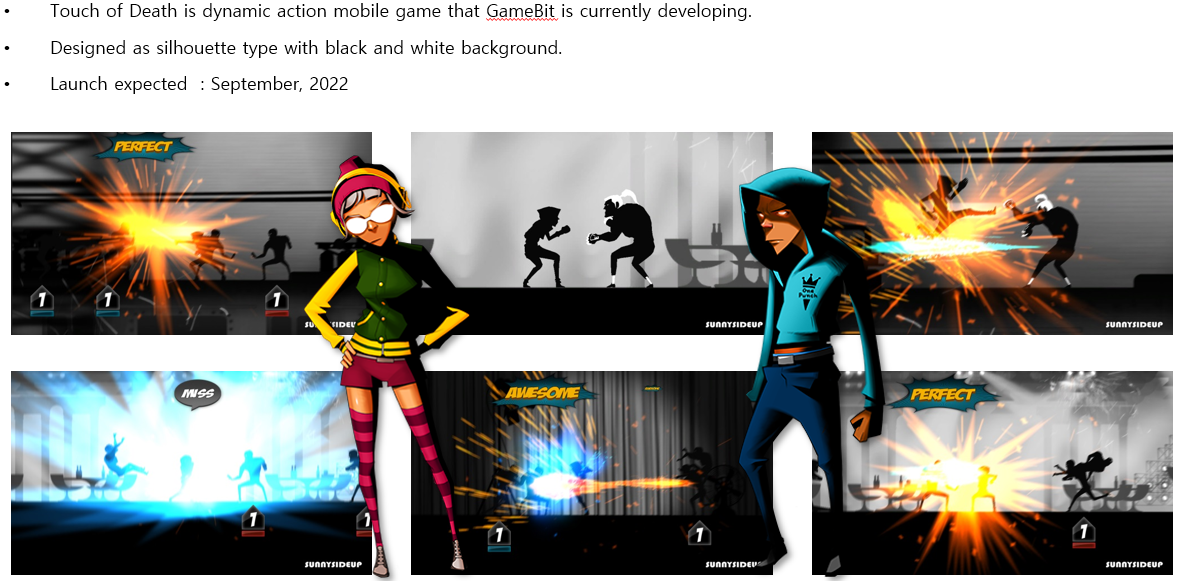 • Touch of Death is dynamic action mobile game that GameBit is currently developing.
• Designed as silhouette type with black and white background.
• Launch expected : September, 2022
PERFECT
1
1
1
SUNNYSIDEUP
One
Punch
SUNNYSIDEUP
MISS
1
1
SUNNYSIDEUP
AWESOME
1
1
SUNNYSIDEU
PERFECT
1
SUNNYSIDEUP